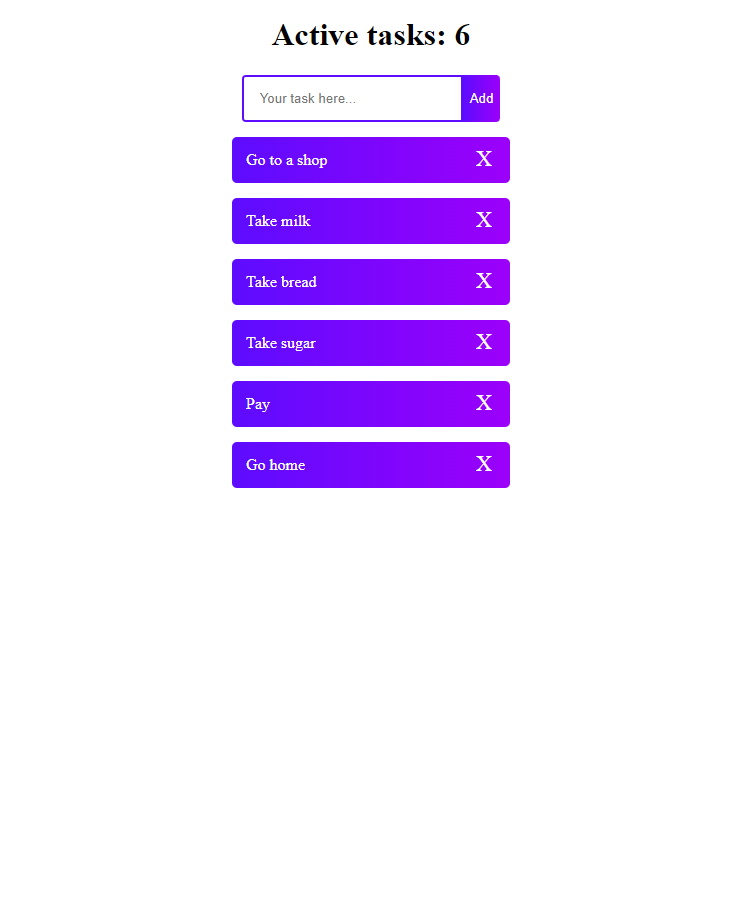 Active tasks: 6
Your task here... Add
Go to a shop X
Take milk X
Take bread X
Take sugar X
Pay X
Go home X